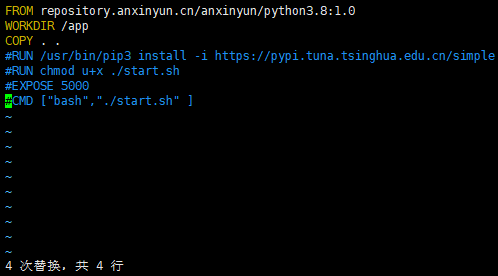 FROM repository.anxinyun.cn/anxinyun/python3.8:1.0
WORKDIR /app
COPY . .
#RUN /usr/bin/pip3 install -i https://pypi.tuna.tsinghua.edu.cn/simple
#RUN chmod u+x ./start.sh
#EXPOSE 5000
#CMD ["bash","./start.sh" ]
~
~
~
~
~
~
~
~
~
~
4 次替换，共 4 行